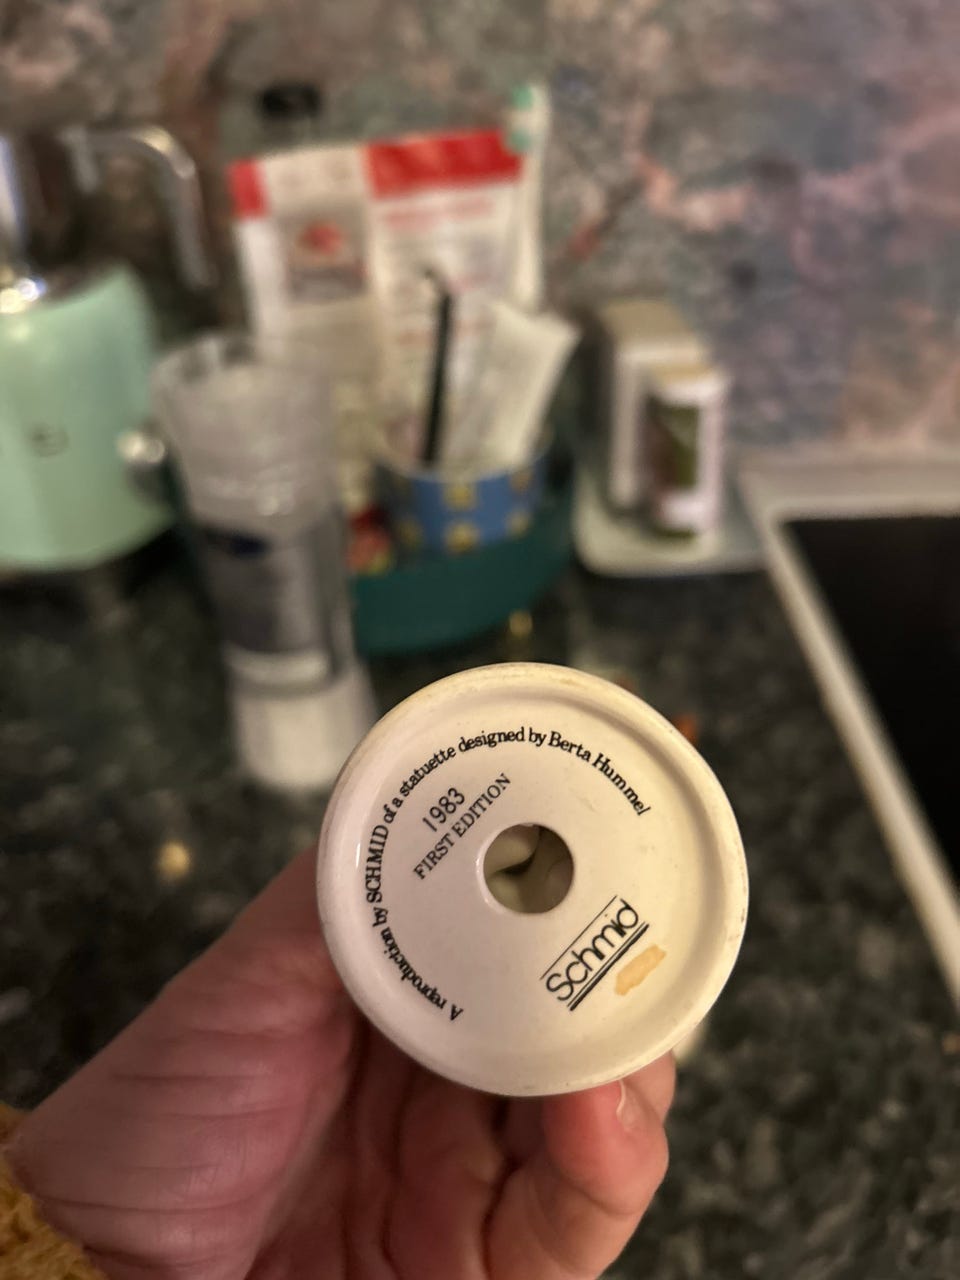 A reproduction by SCHMID of a statuette designed by Berta Hummel
1983
FIRST EDITION
Schmid